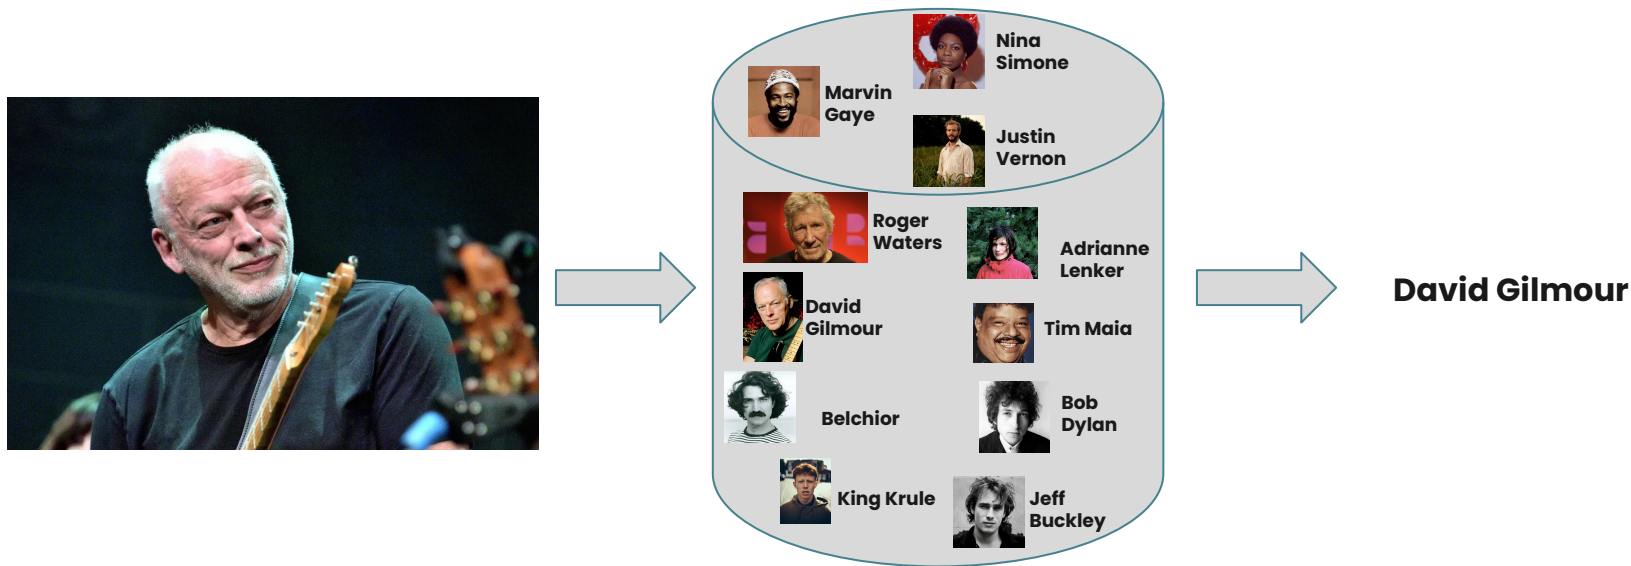 Nina
Simone
Marvin
Gaye
Justin
Vernon
Roger
Waters
Adrianne
Lenker
David
Gilmour
Tim Maia
Belchior
Bob
Dylan
King Krule
Jeff
Buckley
David Gilmour